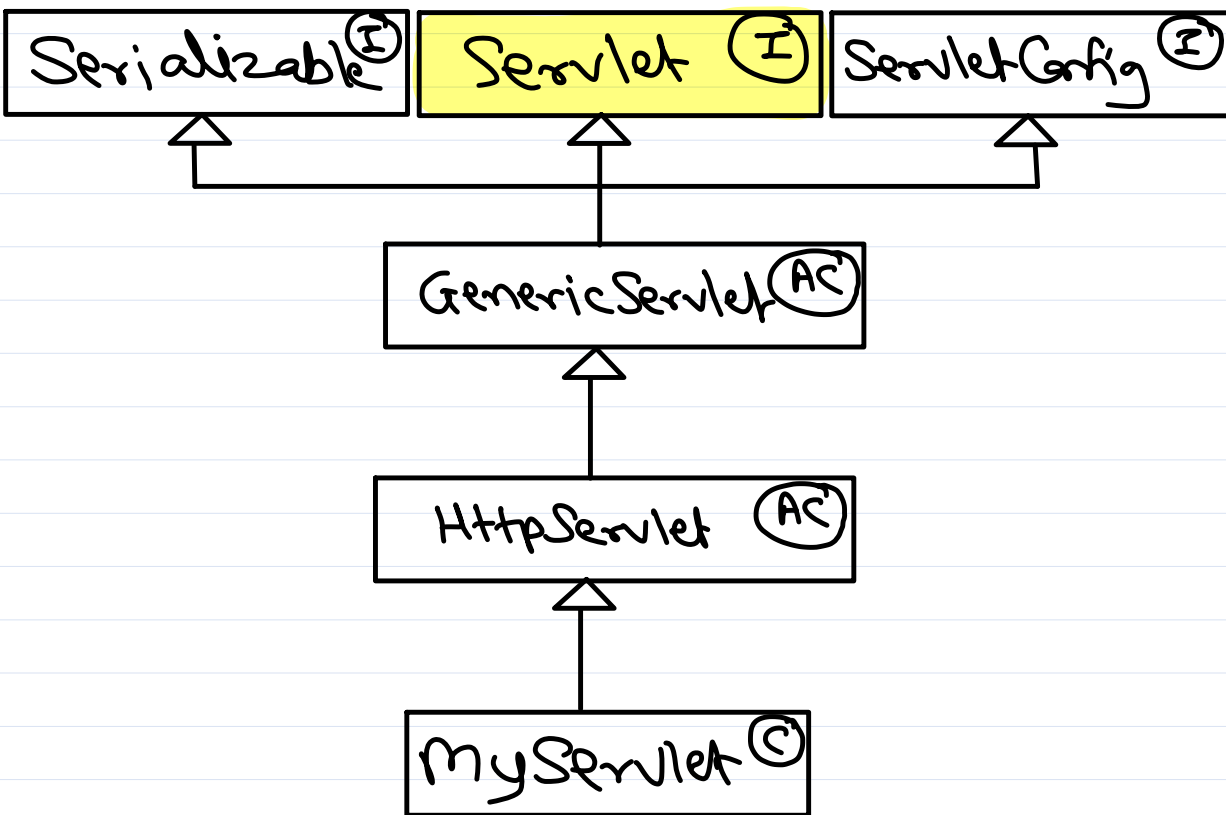 Serializable I
Servlet I
ServletConfig I
GenericServlet AC
HttpServlet AC
MyServlet C